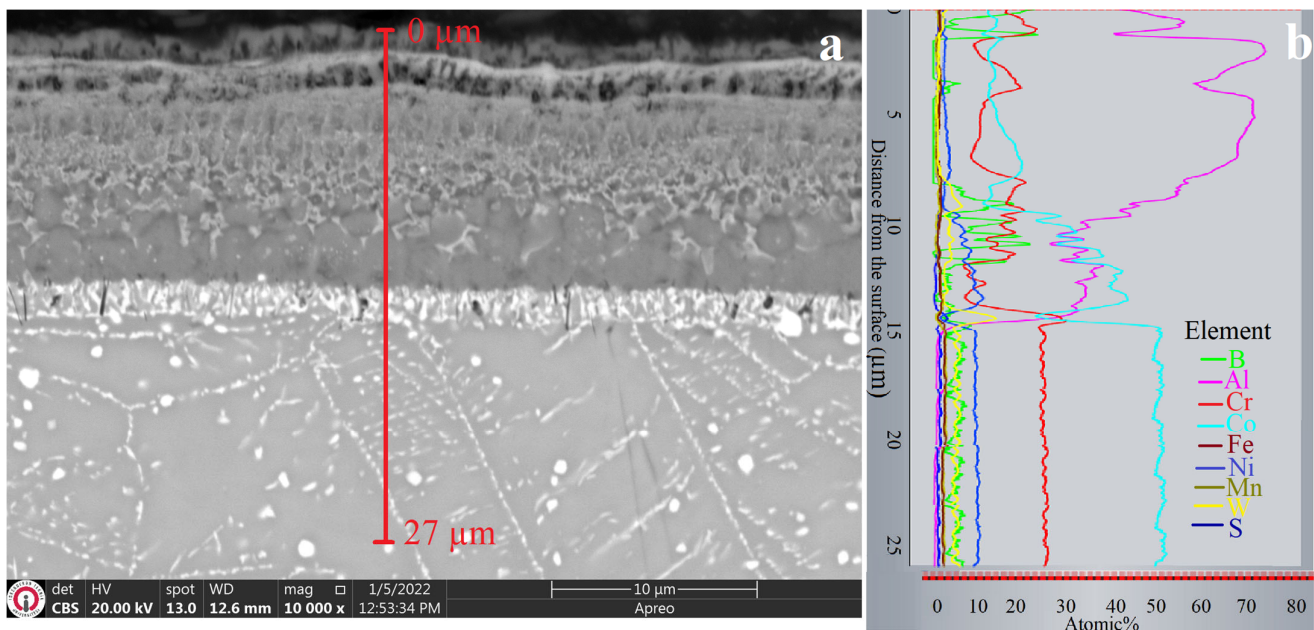 0 μm
a
27 μm
det HV spot WD mag □ 1/5/2022 10 μm
CBS 20.00 kV 13.0 12.6 mm 10 000 x 12:53:34 PM Apreo
b
0
5
10
15
20
25
Distance from the surface (μm)
Element
B
Al
Cr
Co
Fe
Ni
Mn
W
S
0 10 20 30 40 50 60 70 80
Atomic%